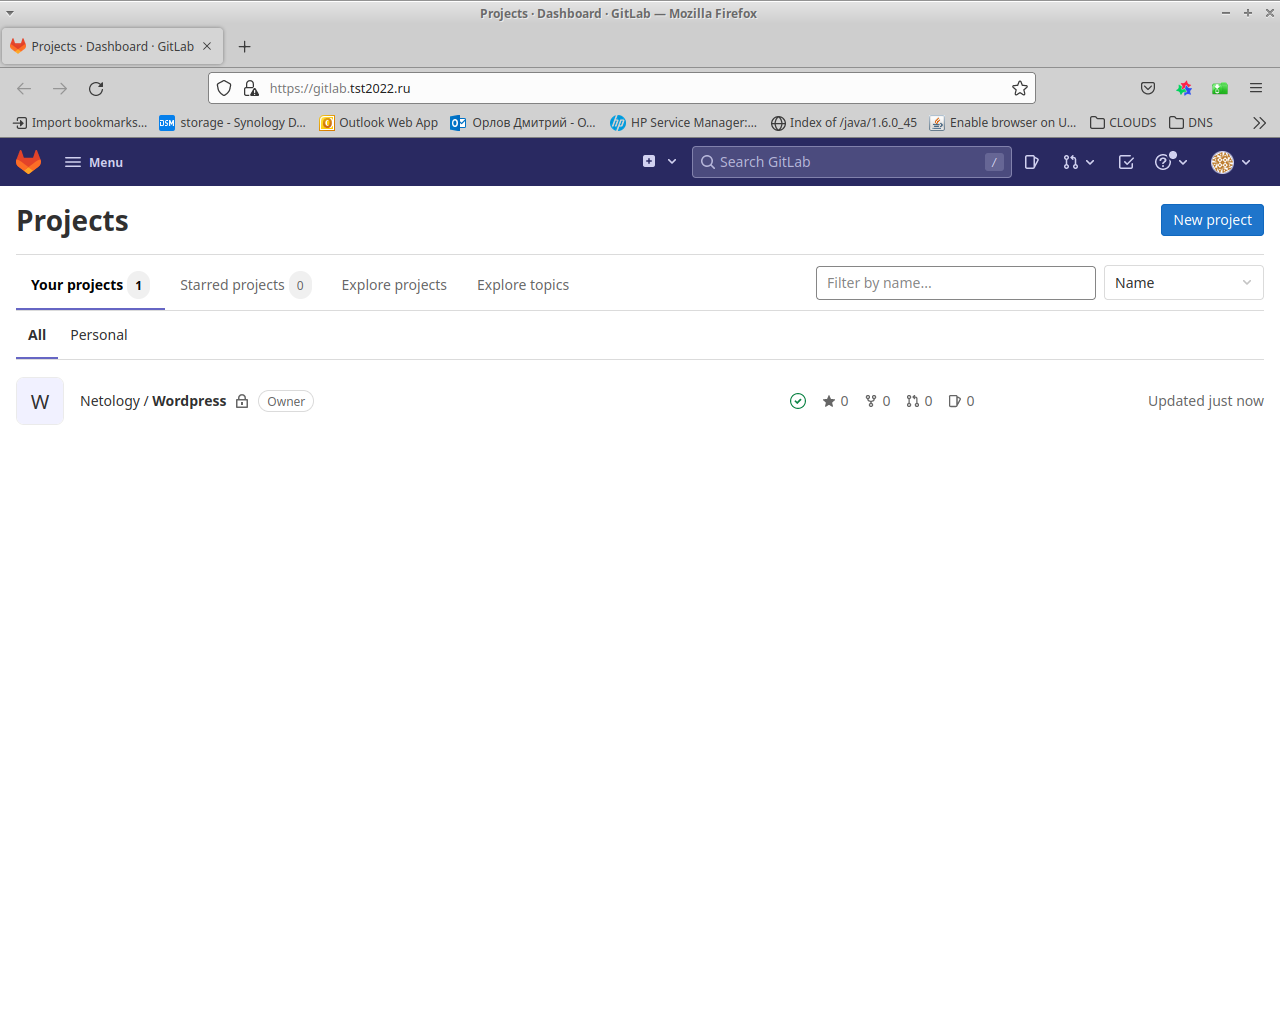 Projects · Dashboard · GitLab — Mozilla Firefox
Projects · Dashboard · GitLab
https://gitlab.tst2022.ru
Import bookmarks... DSM storage - Synology D... Outlook Web App Орлов Дмитрий - О... hp HP Service Manager:... Index of /java/1.6.0_45 Enable browser on U... CLOUDS DNS
Menu Search GitLab /
Projects New project
Your projects 1 Starred projects 0 Explore projects Explore topics Filter by name... Name
All Personal
W Netology / Wordpress Owner 0 0 0 0 Updated just now